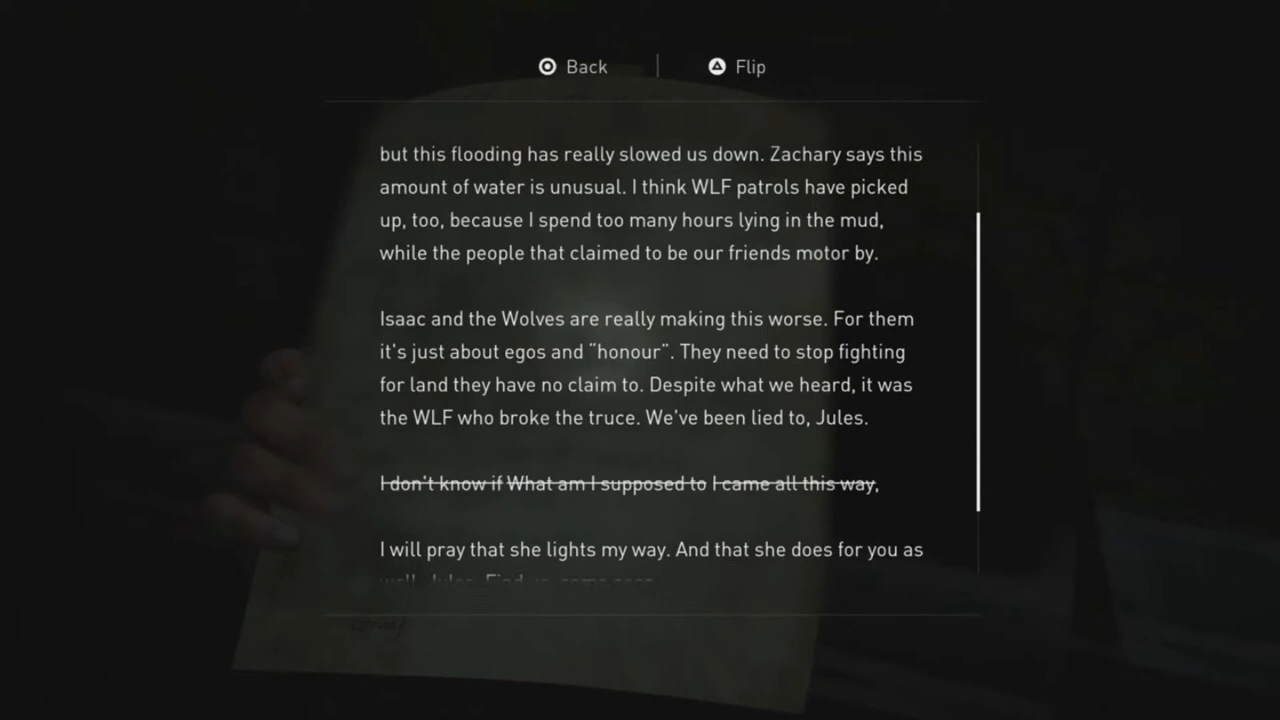 Back | Flip
but this flooding has really slowed us down. Zachary says this
amount of water is unusual. I think WLF patrols have picked
up, too, because I spend too many hours lying in the mud,
while the people that claimed to be our friends motor by.
Isaac and the Wolves are really making this worse. For them
it's just about egos and "honour". They need to stop fighting
for land they have no claim to. Despite what we heard, it was
the WLF who broke the truce. We've been lied to, Jules.
I don't know if What am I supposed to I came all this way,
I will pray that she lights my way. And that she does for you as
well, Jules. Find us, come soon.